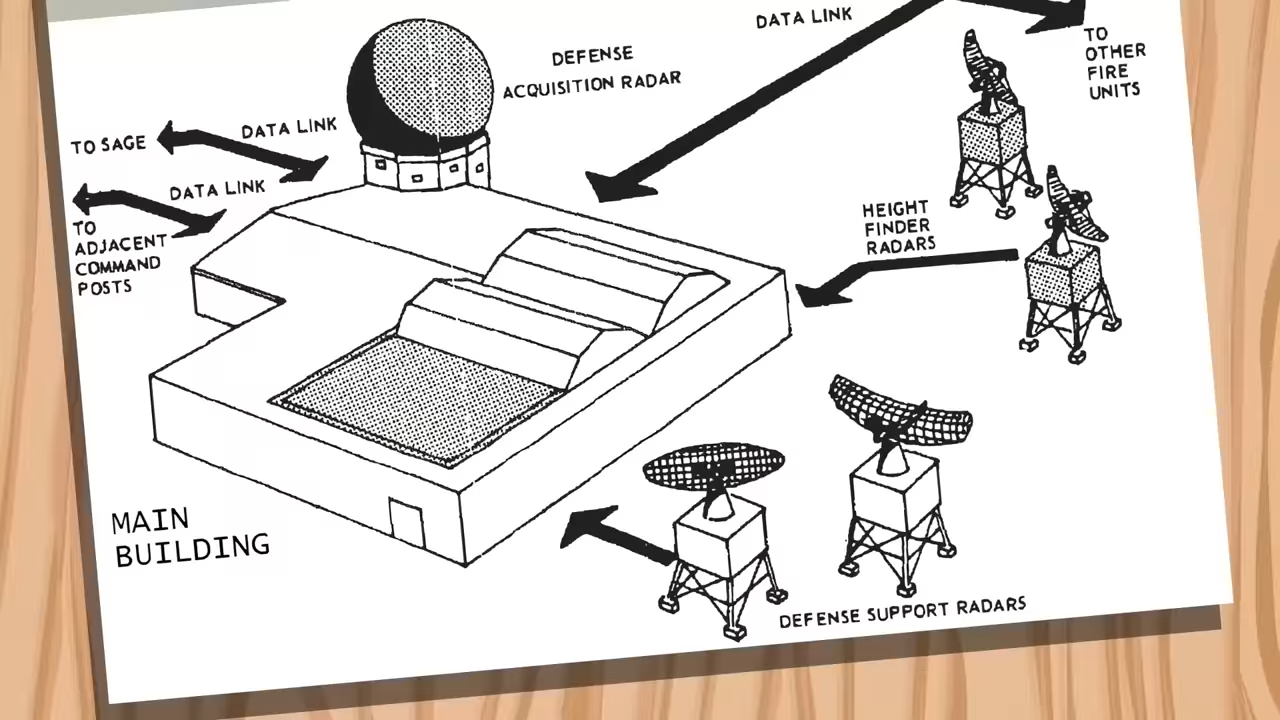 DATA LINK
TO
OTHER
FIRE
UNITS
DEFENSE
ACQUISITION RADAR
DATA LINK
TO SAGE
DATA LINK
TO
ADJACENT
COMMAND
POSTS
HEIGHT
FINDER
RADARS
MAIN
BUILDING
DEFENSE SUPPORT RADARS